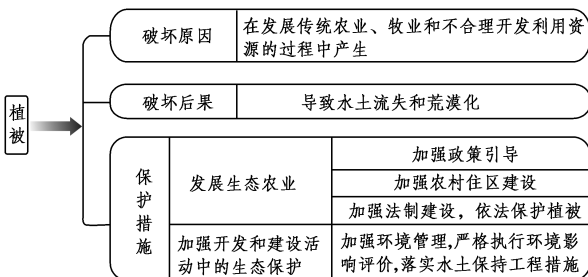 植被
破坏原因
在发展传统农业、牧业和不合理开发利用资
源的过程中产生
破坏后果
导致水土流失和荒漠化
保护措施
发展生态农业
加强政策引导
加强农村住区建设
加强法制建设，依法保护植被
加强开发和建设活
动中的生态保护
加强环境管理,严格执行环境影
响评价,落实水土保持工程措施